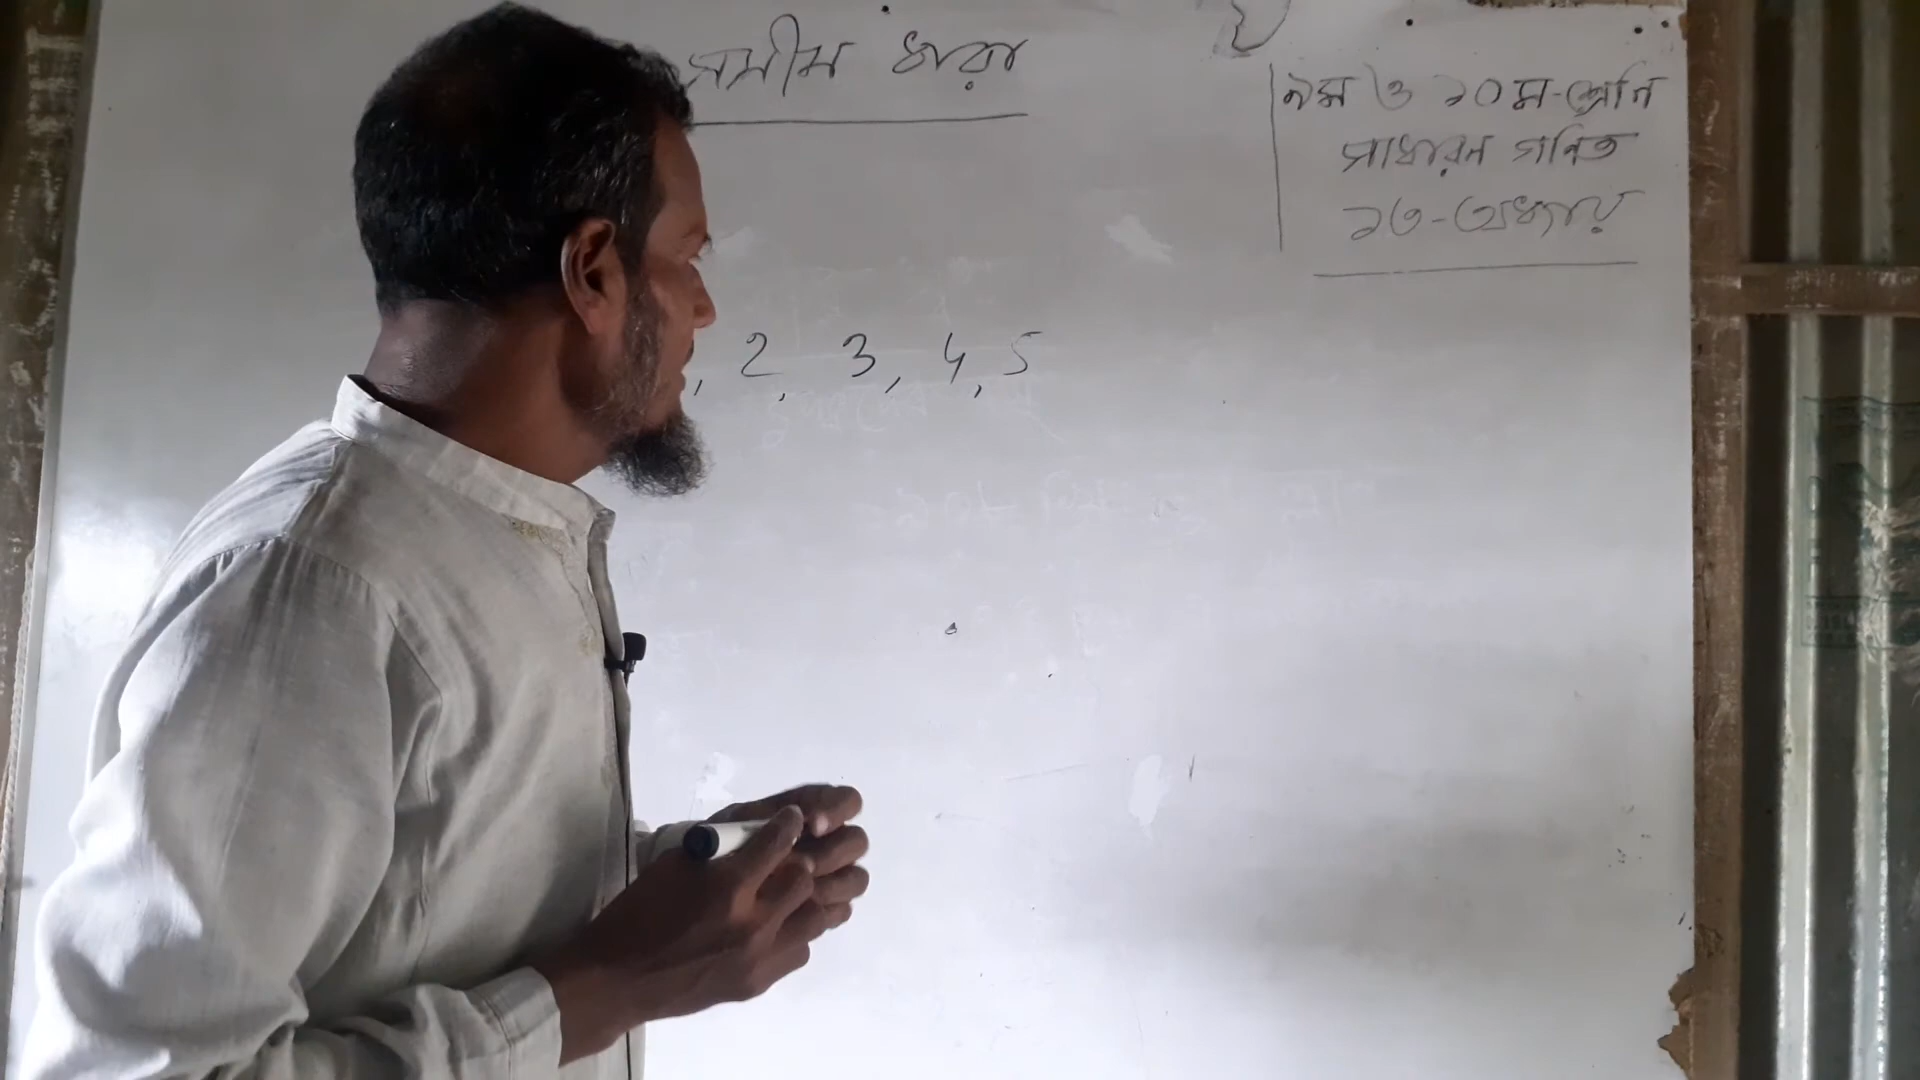 সসীম ধারা
৯ম ও ১০ম-শ্রেনি
সাধারন গনিত
১৩-অধ্যায়
, 2, 3, 4, 5